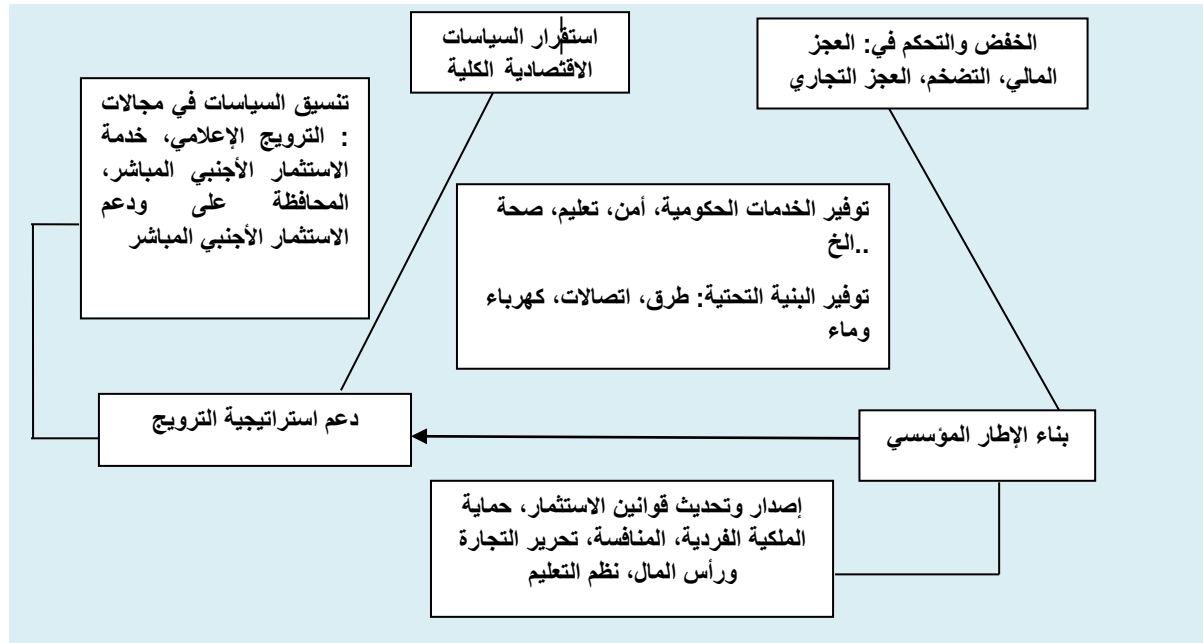 الخفض والتحكم في: العجز
المالي، التضخم، العجز التجاري
استقرار السياسات
الاقتصادية الكلية
تنسيق السياسات في مجالات
: الترويج الإعلامي، خدمة
الاستثمار الأجنبي المباشر،
المحافظة على ودعم
الاستثمار الأجنبي المباشر
توفير الخدمات الحكومية، أمن، تعليم، صحة
..الخ
توفير البنية التحتية: طرق، اتصالات، كهرباء
وماء
بناء الإطار المؤسسي
دعم استراتيجية الترويج
إصدار وتحديث قوانين الاستثمار، حماية
الملكية الفردية، المنافسة، تحرير التجارة
ورأس المال، نظم التعليم